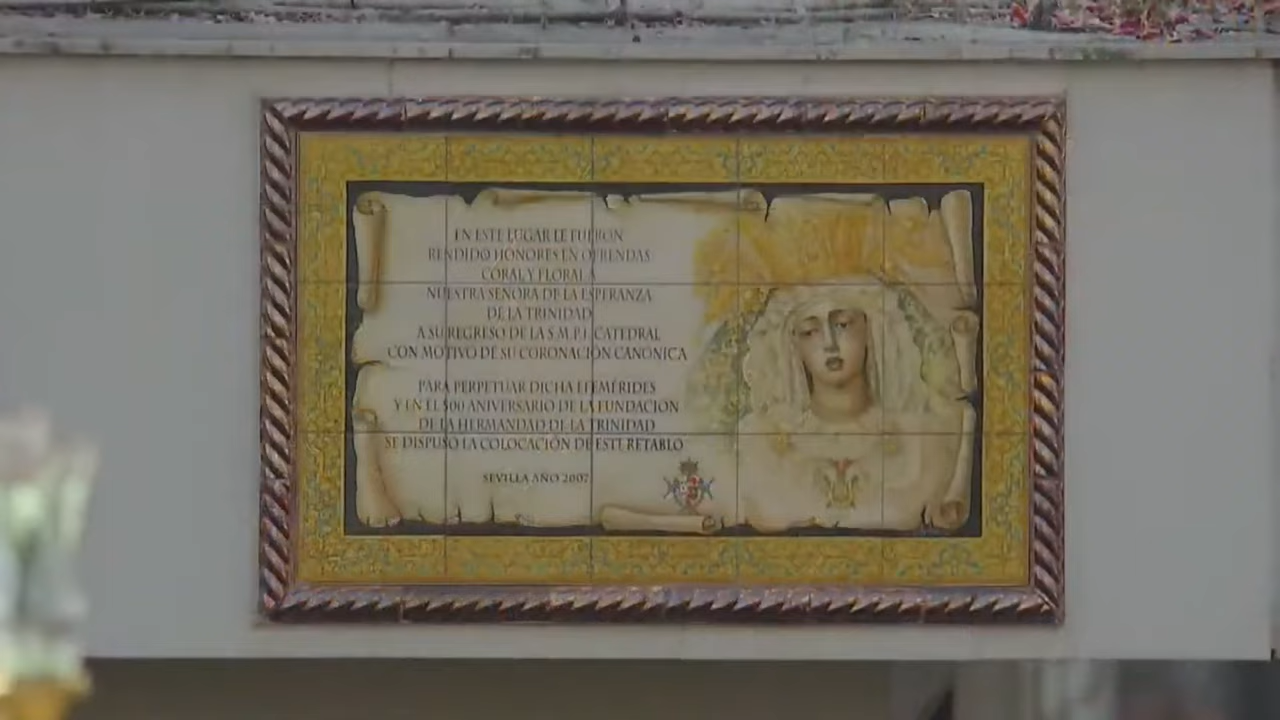 EN ESTE LUGAR LE FUERON
RENDIDO HONORES EN OFRENDAS
CORAL Y FLORAL A
NUESTRA SEÑORA DE LA ESPERANZA
DE LA TRINIDAD
A SU REGRESO DE LA S.M.P.I. CATEDRAL
CON MOTIVO DE SU CORONACIÓN CANÓNICA
PARA PERPETUAR DICHA EFEMÉRIDES
Y EN EL 500 ANIVERSARIO DE LA FUNDACIÓN
DE LA HERMANDAD DE LA TRINIDAD
SE DISPUSO LA COLOCACIÓN DE ESTE RETABLO
SEVILLA AÑO 2007